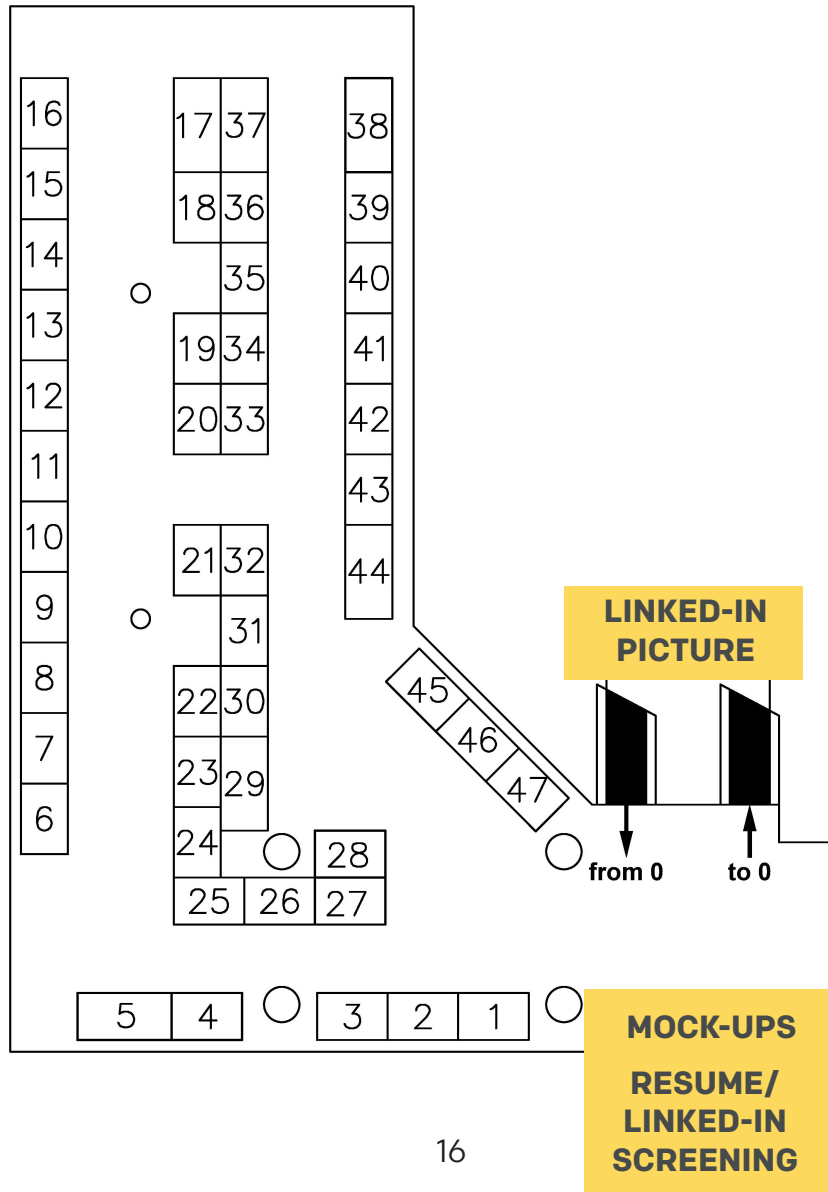 16 17 37 38
15 18 36 39
14 35 40
13 19 34 41
12 20 33 42
11 43
10 21 32 44
9 31
LINKED-IN
PICTURE
8 22 30 45
7 23 29 46
47
6 24 28
from 0 to 0
25 26 27
5 4 3 2 1
MOCK-UPS
RESUME/
LINKED-IN
SCREENING
16